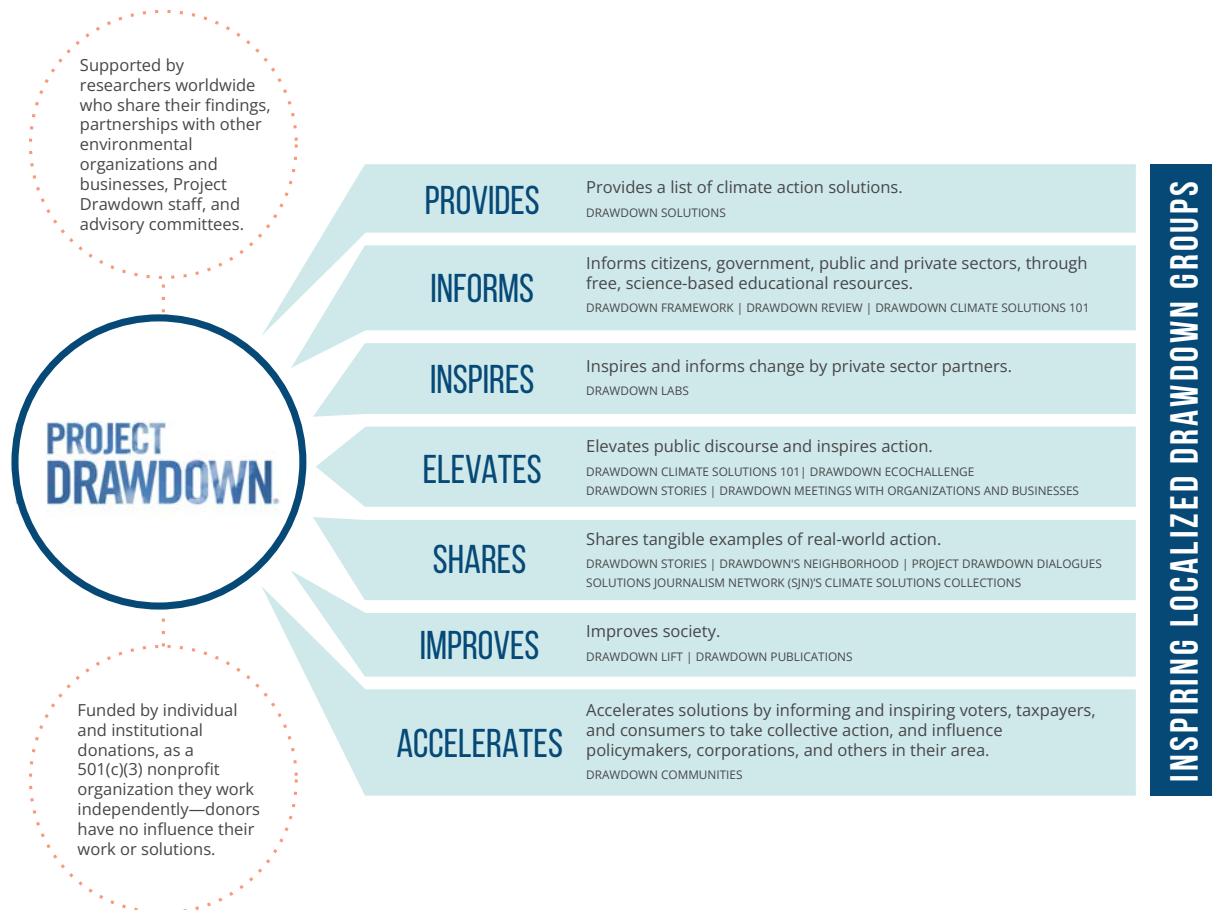 Supported by
researchers worldwide
who share their findings,
partnerships with other
environmental
organizations and
businesses, Project
Drawdown staff, and
advisory committees.
PROJECT
DRAWDOWN.
Funded by individual
and institutional
donations, as a
501(c)(3) nonprofit
organization they work
independently—donors
have no influence their
work or solutions.
PROVIDES
Provides a list of climate action solutions.
DRAWDOWN SOLUTIONS
INFORMS
Informs citizens, government, public and private sectors, through
free, science-based educational resources.
DRAWDOWN FRAMEWORK | DRAWDOWN REVIEW | DRAWDOWN CLIMATE SOLUTIONS 101
INSPIRES
Inspires and informs change by private sector partners.
DRAWDOWN LABS
ELEVATES
Elevates public discourse and inspires action.
DRAWDOWN CLIMATE SOLUTIONS 101| DRAWDOWN ECOCHALLENGE
DRAWDOWN STORIES | DRAWDOWN MEETINGS WITH ORGANIZATIONS AND BUSINESSES
SHARES
Shares tangible examples of real-world action.
DRAWDOWN STORIES | DRAWDOWN'S NEIGHBORHOOD | PROJECT DRAWDOWN DIALOGUES
SOLUTIONS JOURNALISM NETWORK (SJN)'S CLIMATE SOLUTIONS COLLECTIONS
IMPROVES
Improves society.
DRAWDOWN LIFT | DRAWDOWN PUBLICATIONS
ACCELERATES
Accelerates solutions by informing and inspiring voters, taxpayers,
and consumers to take collective action, and influence
policymakers, corporations, and others in their area.
DRAWDOWN COMMUNITIES
INSPIRING LOCALIZED DRAWDOWN GROUPS